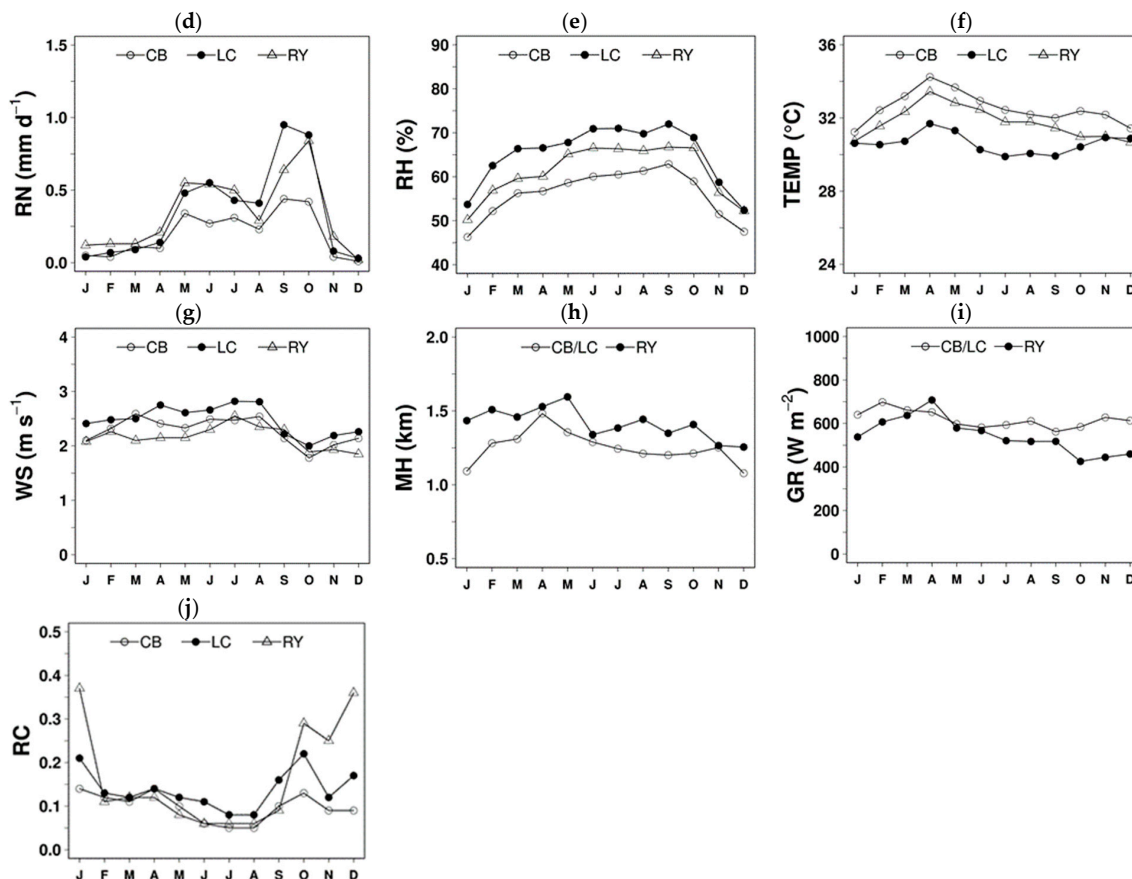 (d)
RN (mm d⁻¹)
1.5
1.0
0.5
0.0
CB LC RY
J F M A M J J A S O N D
(e)
RH (%)
90
80
70
60
50
40
CB LC RY
J F M A M J J A S O N D
(f)
TEMP (°C)
36
32
28
24
CB LC RY
J F M A M J J A S O N D
(g)
WS (m s⁻¹)
4
3
2
1
0
CB LC RY
J F M A M J J A S O N D
(h)
MH (km)
2.0
1.5
1.0
0.5
CB/LC RY
J F M A M J J A S O N D
(i)
GR (W m⁻²)
1000
800
600
400
200
0
CB/LC RY
J F M A M J J A S O N D
(j)
RC
0.5
0.4
0.3
0.2
0.1
0.0
CB LC RY
J F M A M J J A S O N D